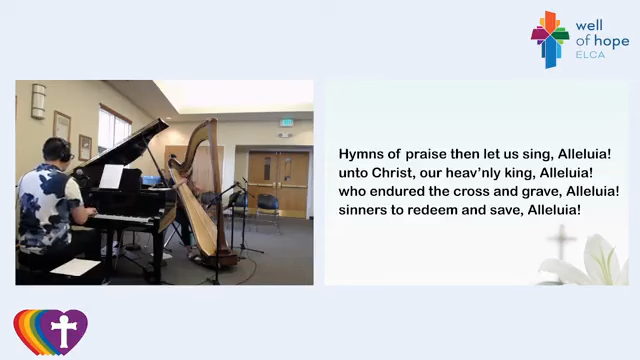 well
of hope
ELCA
Hymns of praise then let us sing, Alleluia!
unto Christ, our heav’nly king, Alleluia!
who endured the cross and grave, Alleluia!
sinners to redeem and save, Alleluia!